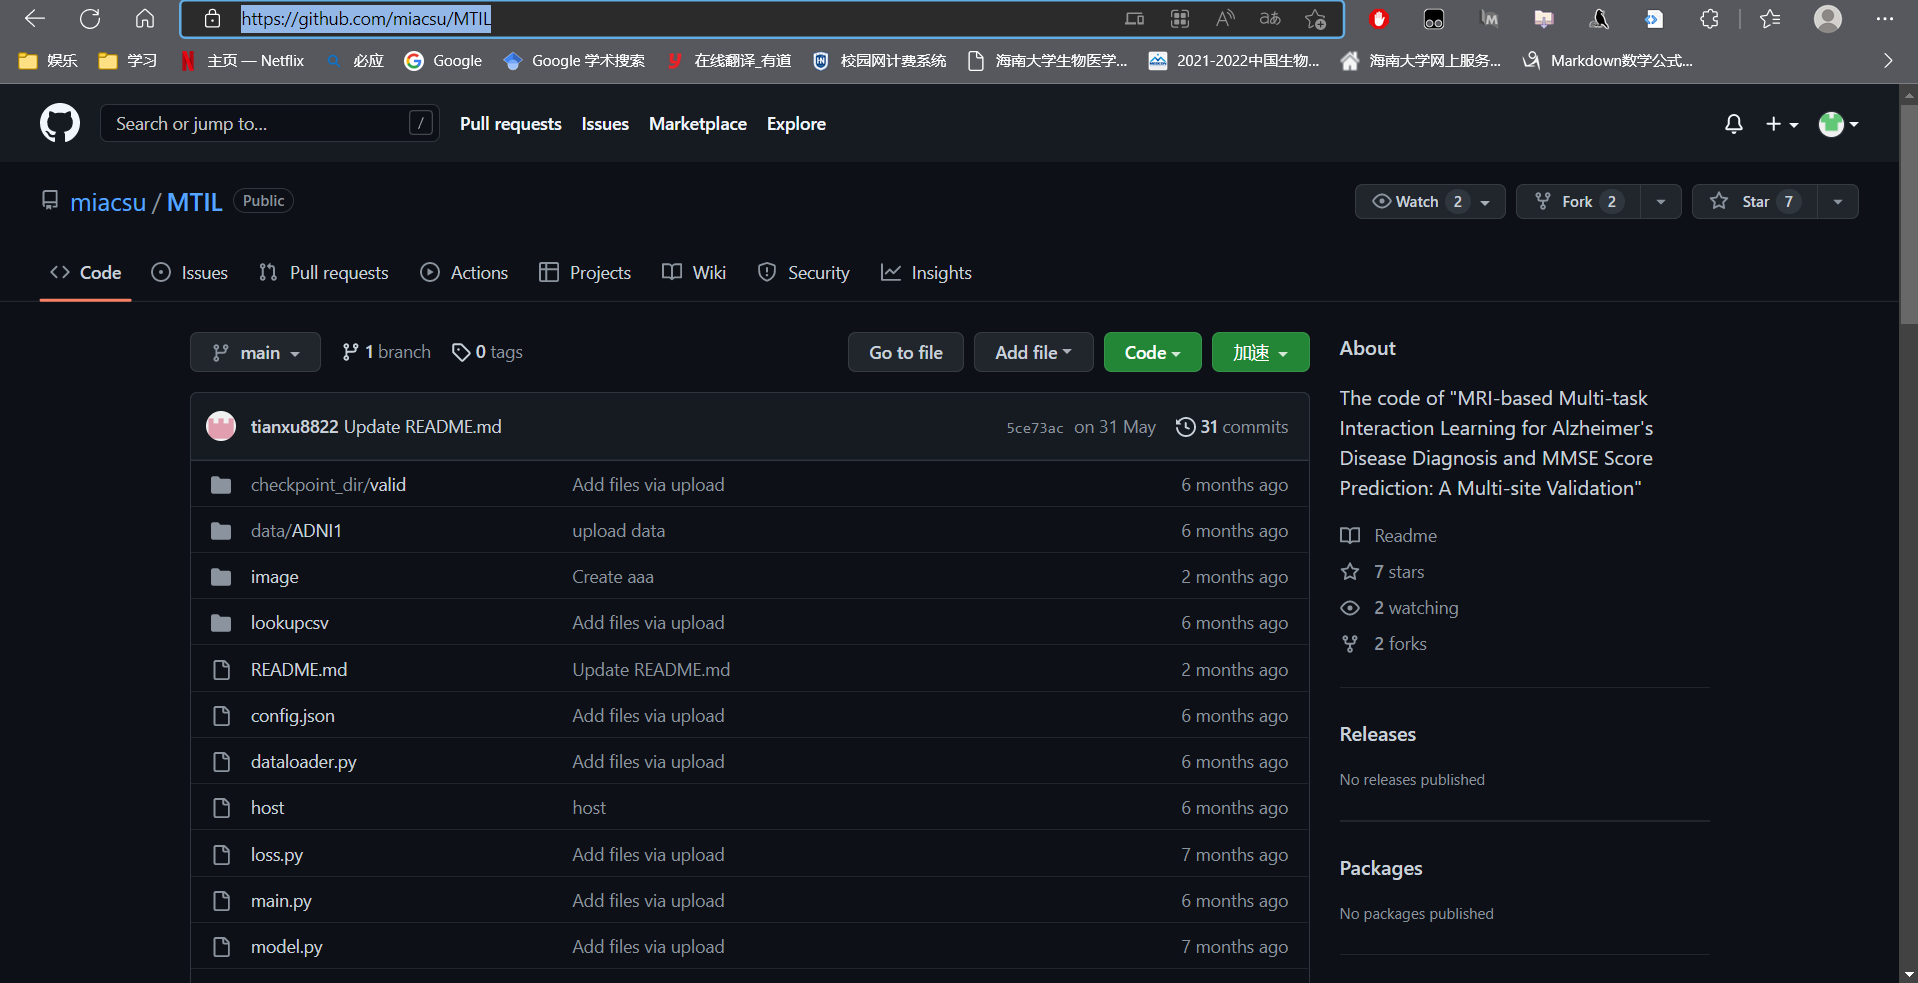 https://github.com/miacsu/MTIL
娱乐 学习 主页 — Netflix 必应 Google Google 学术搜索 在线翻译_有道 校园网计费系统 海南大学生物医学... 2021-2022中国生物... 海南大学网上服务... Markdown数学公式...
Search or jump to... / Pull requests Issues Marketplace Explore
miacsu / MTIL Public Watch 2 Fork 2 Star 7
Code Issues Pull requests Actions Projects Wiki Security Insights
main 1 branch 0 tags Go to file Add file Code 加速
tianxu8822 Update README.md 5ce73ac on 31 May 31 commits
checkpoint_dir/valid Add files via upload 6 months ago
data/ADNI1 upload data 6 months ago
image Create aaa 2 months ago
lookupcsv Add files via upload 6 months ago
README.md Update README.md 2 months ago
config.json Add files via upload 6 months ago
dataloader.py Add files via upload 6 months ago
host host 6 months ago
loss.py Add files via upload 7 months ago
main.py Add files via upload 6 months ago
model.py Add files via upload 7 months ago
About
The code of "MRI-based Multi-task
Interaction Learning for Alzheimer's
Disease Diagnosis and MMSE Score
Prediction: A Multi-site Validation"
Readme
7 stars
2 watching
2 forks
Releases
No releases published
Packages
No packages published